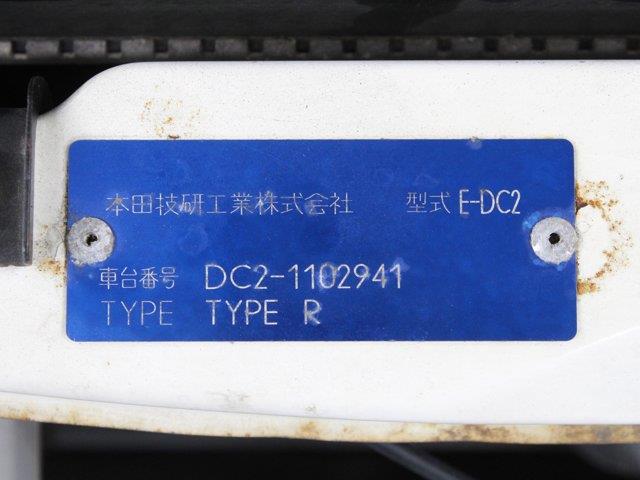 本田技研工業株式会社 型式 E-DC2
車台番号 DC2-1102941
TYPE TYPE R